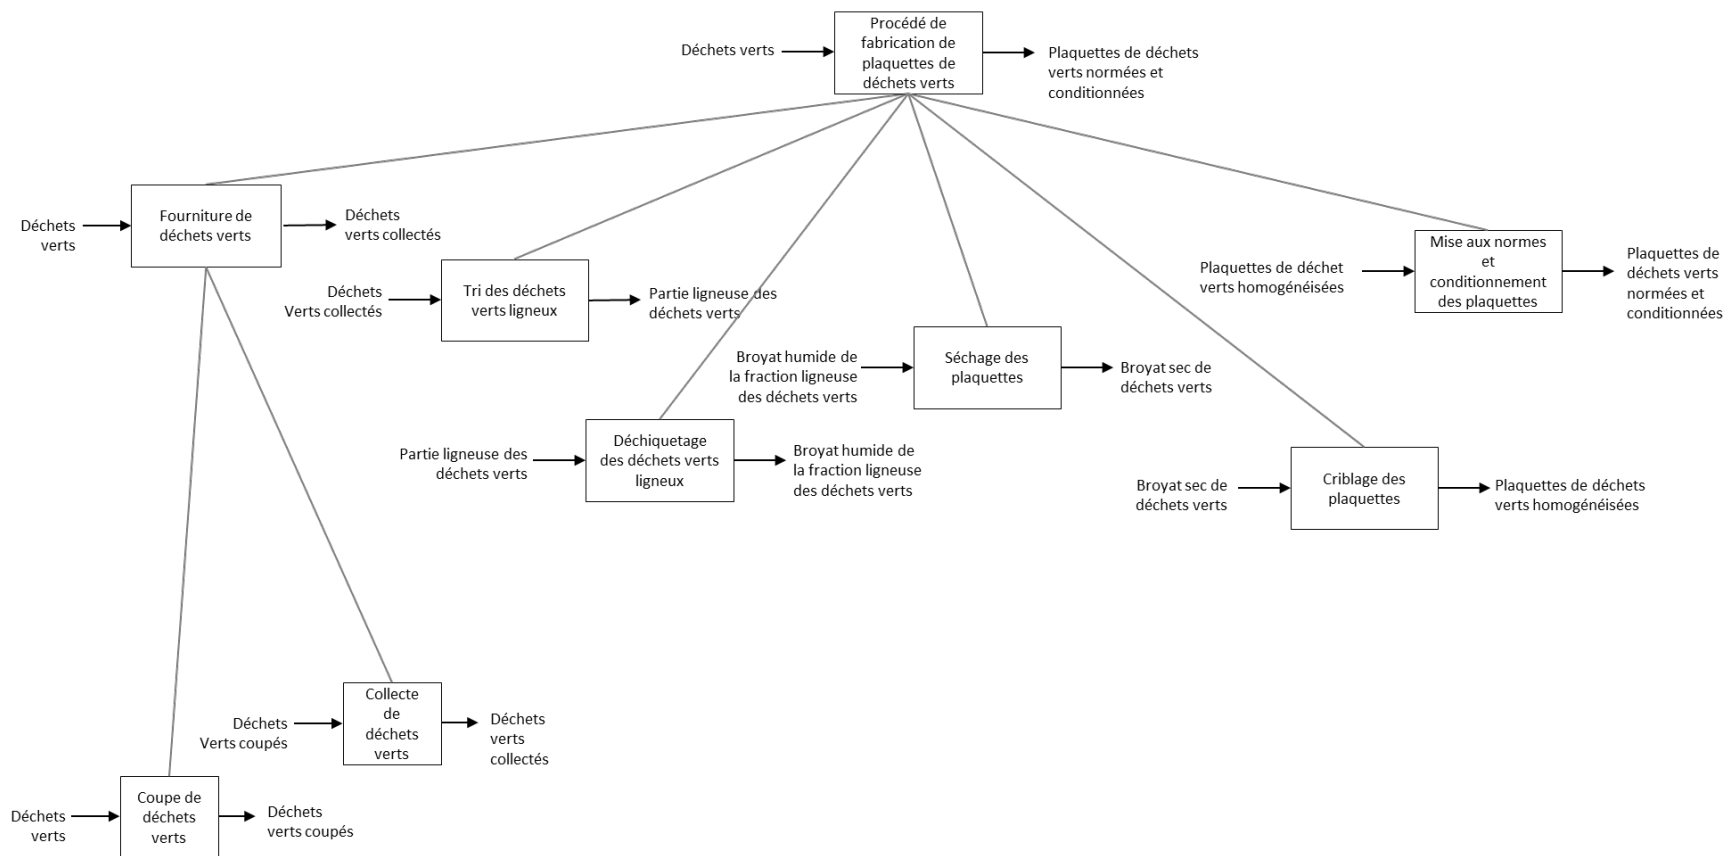 Déchets verts
Procédé de
fabrication de
plaquettes de
déchets verts
Plaquettes de déchets
verts normées et
conditionnées
Déchets
verts
Fourniture de
déchets verts
Déchets
verts collectés
Déchets
Verts collectés
Tri des déchets
verts ligneux
Partie ligneuse des
déchets verts
Plaquettes de déchet
verts homogénéisées
Mise aux normes
et
conditionnement
des plaquettes
Plaquettes de
déchets verts
normées et
conditionnées
Broyat humide de
la fraction ligneuse
des déchets verts
Séchage des
plaquettes
Broyat sec de
déchets verts
Partie ligneuse des
déchets verts
Déchiquetage
des déchets verts
ligneux
Broyat humide de
la fraction ligneuse
des déchets verts
Broyat sec de
déchets verts
Criblage des
plaquettes
Plaquettes de déchets
verts homogénéisées
Déchets
Verts coupés
Collecte
de
déchets
verts
Déchets
verts
collectés
Déchets
verts
Coupe de
déchets
verts
Déchets
verts coupés